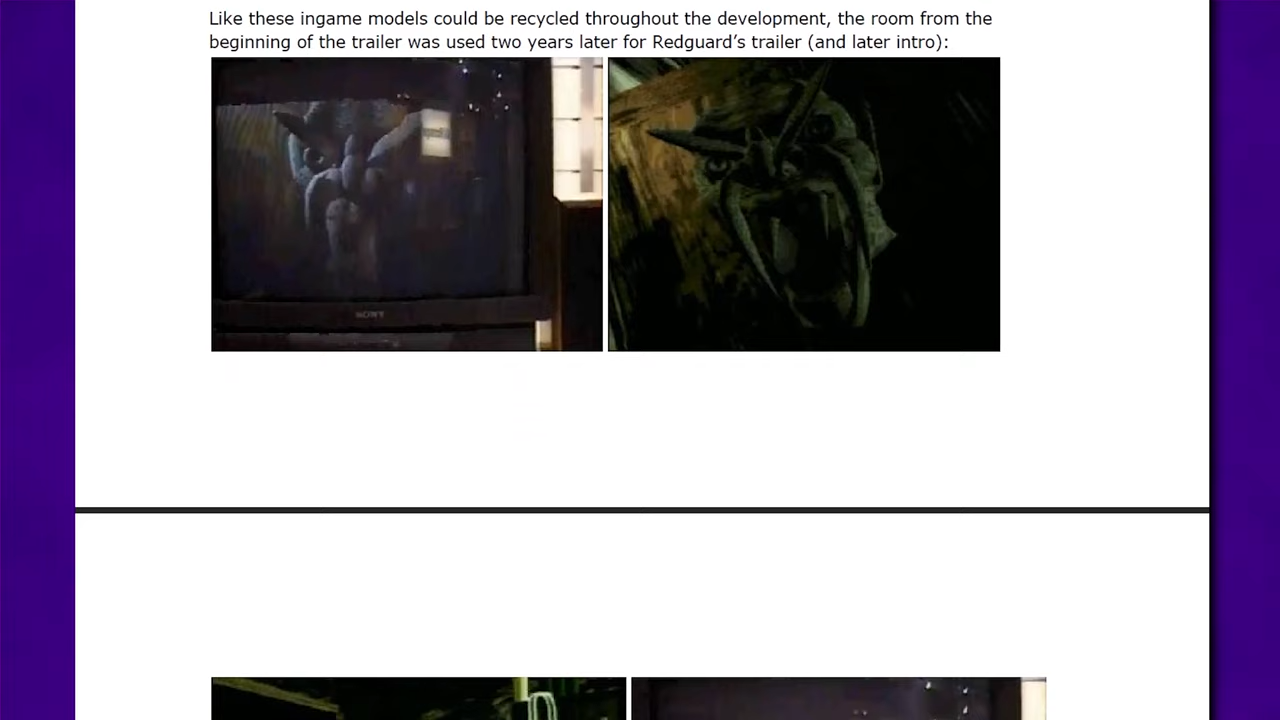 Like these ingame models could be recycled throughout the development, the room from the
beginning of the trailer was used two years later for Redguard’s trailer (and later intro):
SONY